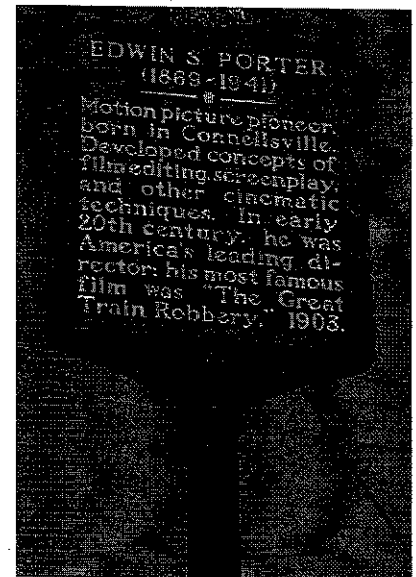 EDWIN S. PORTER
(1869-1941)
Motion picture pioneer,
born in Connellsville.
Developed concepts of
film editing, screenplay,
and other cinematic
techniques. In early
20th century, he was
America's leading di-
rector; his most famous
film was "The Great
Train Robbery," 1903.